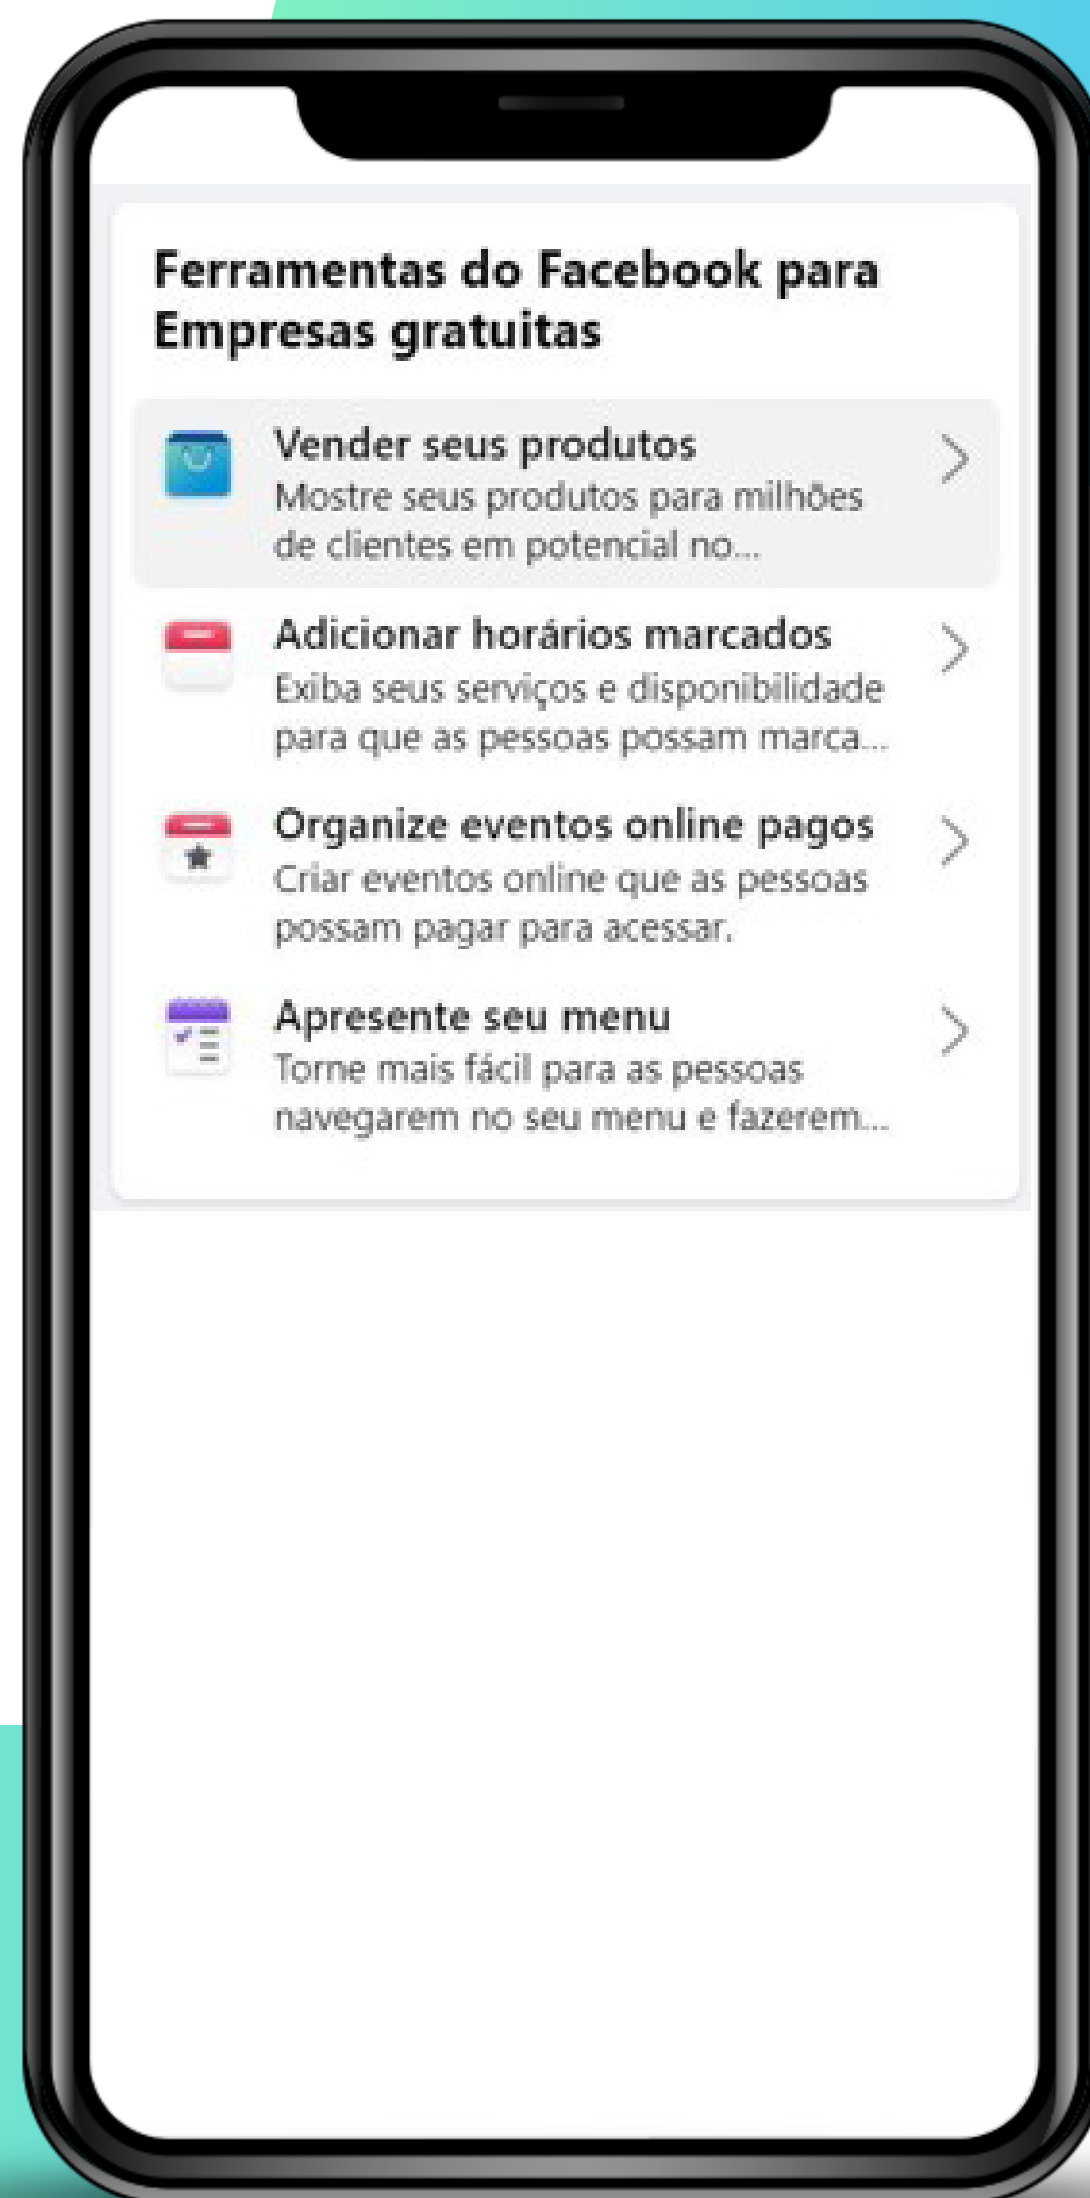 Ferramentas do Facebook para
Empresas gratuitas
Vender seus produtos
Mostre seus produtos para milhões
de clientes em potencial no...
Adicionar horários marcados
Exiba seus serviços e disponibilidade
para que as pessoas possam marca...
Organize eventos online pagos
Criar eventos online que as pessoas
possam pagar para acessar.
Apresente seu menu
Torne mais fácil para as pessoas
navegarem no seu menu e fazerem...